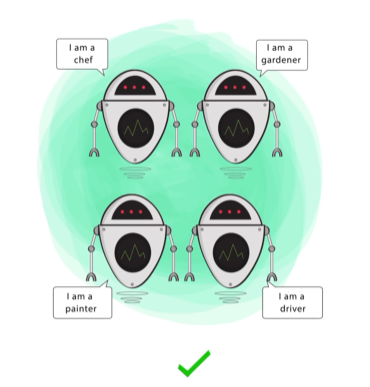 I am a
chef
I am a
gardener
I am a
painter
I am a
driver